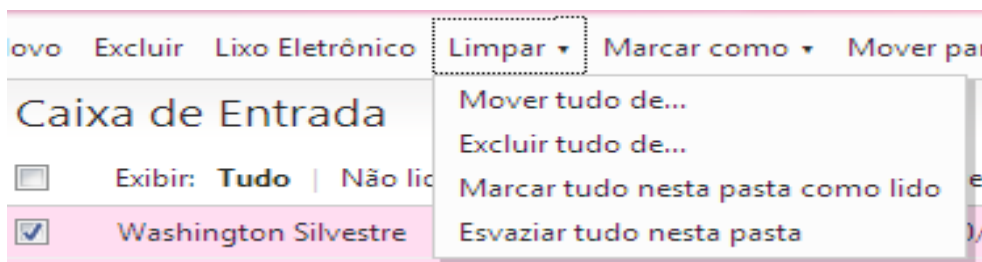 ovo Excluir Lixo Eletrônico Limpar Marcar como Mover par
Caixa de Entrada
Mover tudo de...
Excluir tudo de...
Exibir: Tudo | Não lid
Marcar tudo nesta pasta como lido
Washington Silvestre
Esvaziar tudo nesta pasta